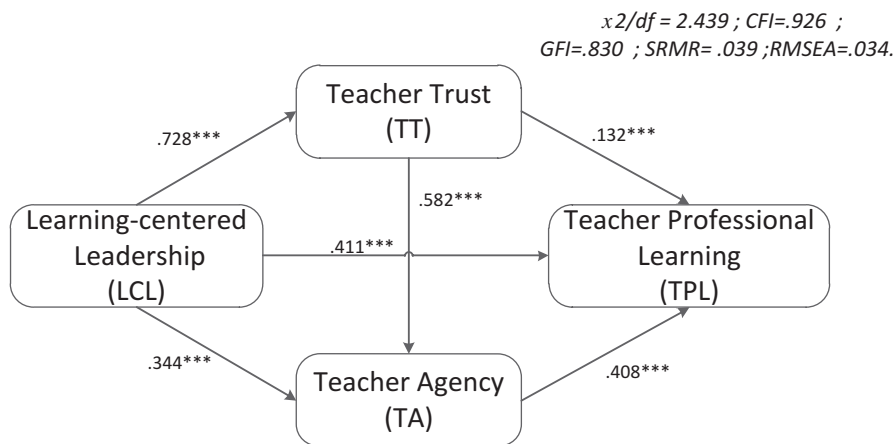 x2/df = 2.439 ; CFI=.926 ;
GFI=.830 ; SRMR= .039 ;RMSEA=.034.
Teacher Trust
(TT)
.728***
.132***
.582***
Learning-centered
Leadership
(LCL)
.411***
Teacher Professional
Learning
(TPL)
.344***
.408***
Teacher Agency
(TA)